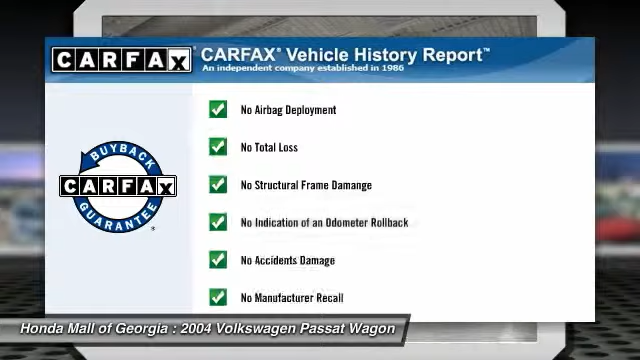 CARFAX
CARFAX® Vehicle History Report™
An independent company established in 1986
No Airbag Deployment
No Total Loss
No Structural Frame Damange
No Indication of an Odometer Rollback
No Accidents Damage
No Manufacturer Recall
BUYBACK
CARFAX
GUARANTEE®
Honda Mall of Georgia : 2004 Volkswagen Passat Wagon